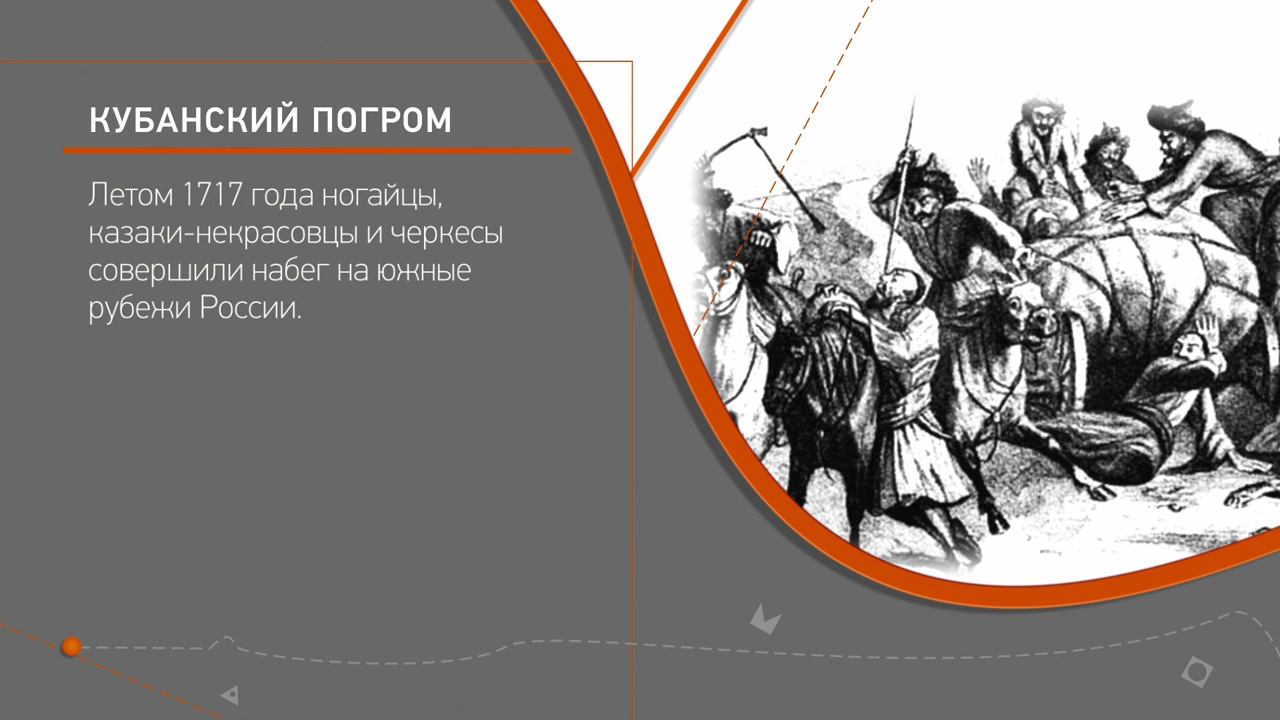 КУБАНСКИЙ ПОГРОМ
Летом 1717 года ногайцы,
казаки-некрасовцы и черкесы
совершили набег на южные
рубежи России.